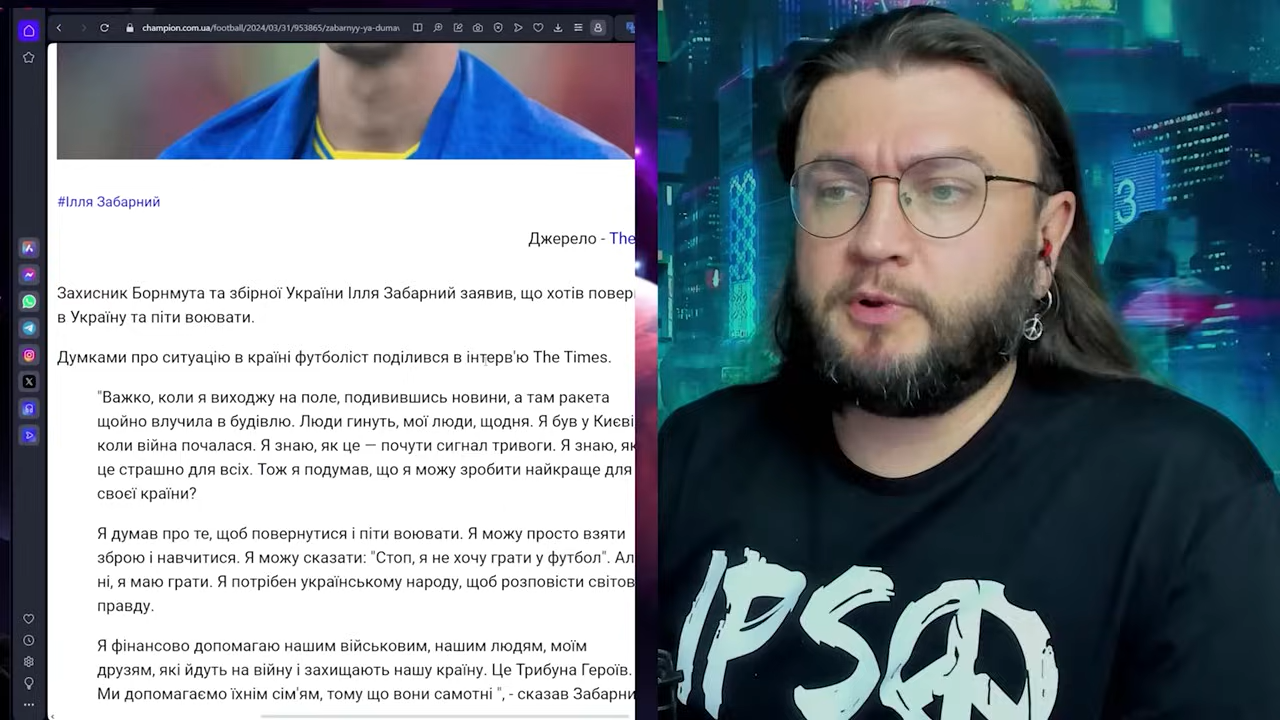 champion.com.ua/football/2024/03/31/953865/zabarnyy-ya-dumav
#Ілля Забарний
Джерело - The
Захисник Борнмута та збірної України Ілля Забарний заявив, що хотів повер
в Україну та піти воювати.
Думками про ситуацію в країні футболіст поділився в інтерв'ю The Times.
"Важко, коли я виходжу на поле, подивившись новини, а там ракета
щойно влучила в будівлю. Люди гинуть, мої люди, щодня. Я був у Києві
коли війна почалася. Я знаю, як це — почути сигнал тривоги. Я знаю, як
це страшно для всіх. Тож я подумав, що я можу зробити найкраще для
своєї країни?
Я думав про те, щоб повернутися і піти воювати. Я можу просто взяти
зброю і навчитися. Я можу сказати: "Стоп, я не хочу грати у футбол". Ал
ні, я маю грати. Я потрібен українському народу, щоб розповісти світов
правду.
Я фінансово допомагаю нашим військовим, нашим людям, моїм
друзям, які йдуть на війну і захищають нашу країну. Це Трибуна Героїв.
Ми допомагаємо їхнім сім'ям, тому що вони самотні ", - сказав Забарни
3
IPSO